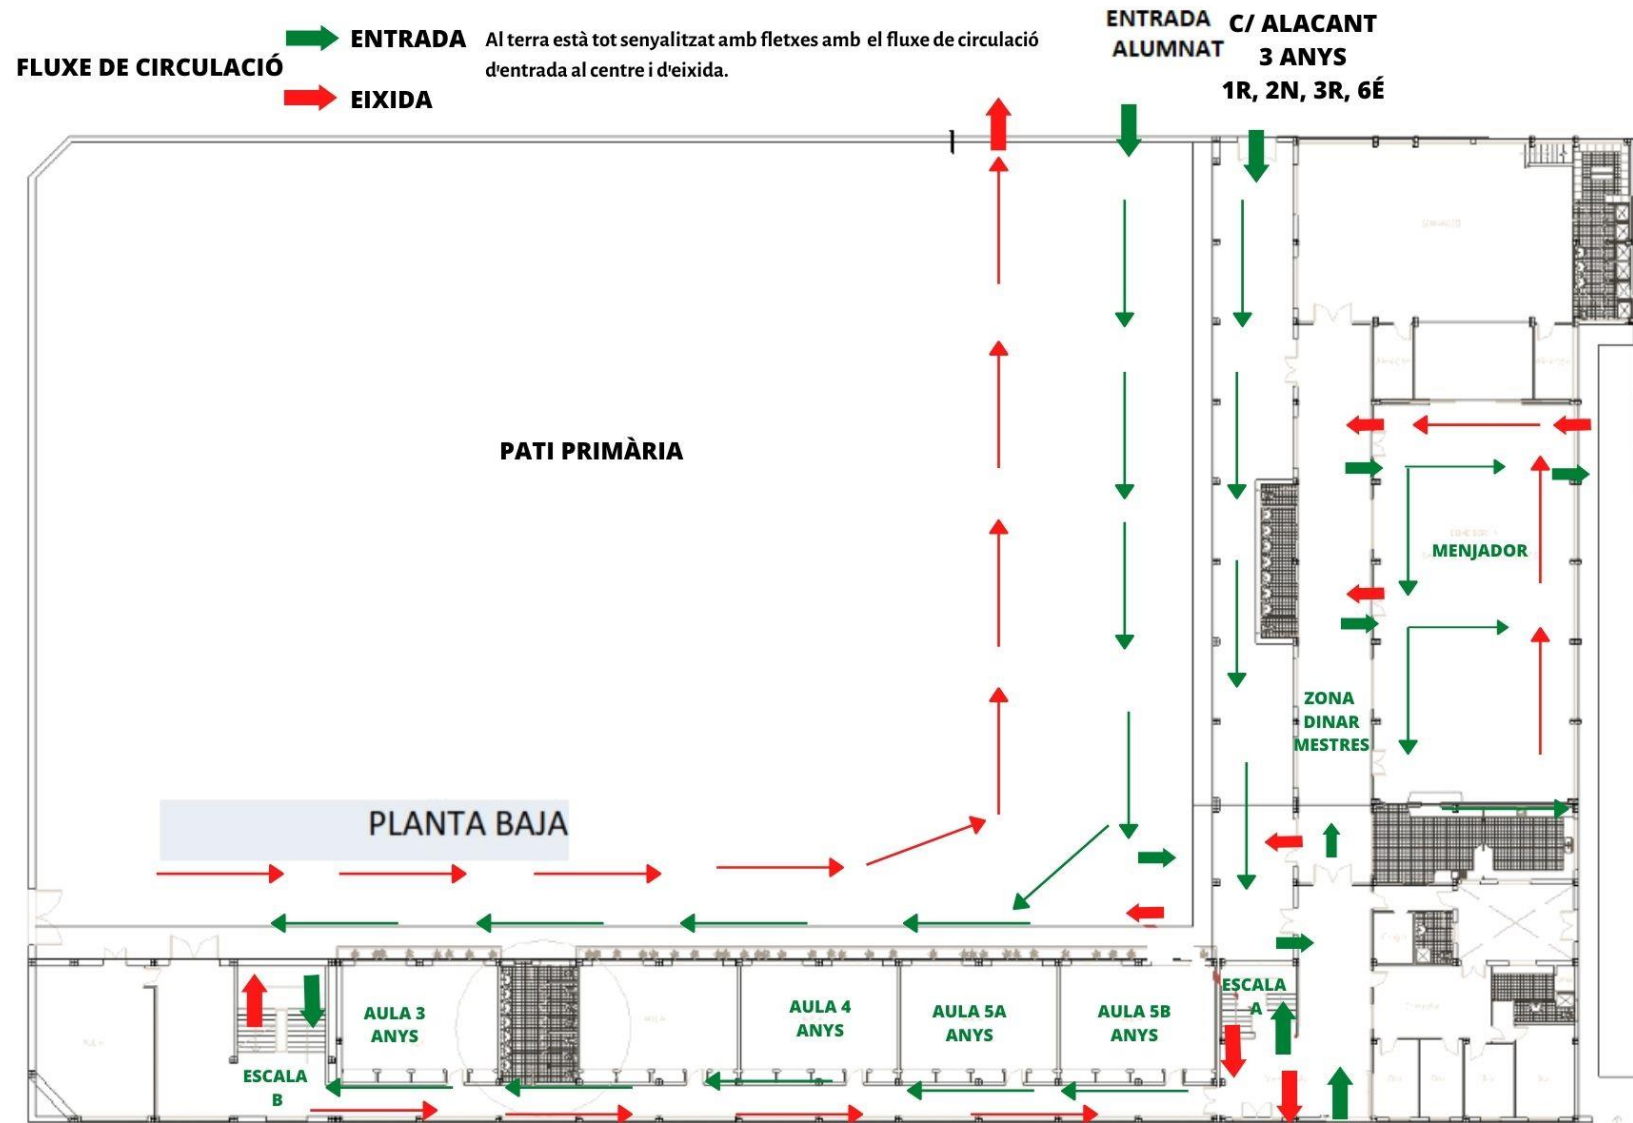 FLUXE DE CIRCULACIÓ
ENTRADA
EIXIDA
Al terra està tot senyalitzat amb fletxes amb el fluxe de circulació
d'entrada al centre i d'eixida.
ENTRADA
ALUMNAT
C/ ALACANT
3 ANYS
1R, 2N, 3R, 6É
PATI PRIMÀRIA
MENJADOR
ZONA
DINAR
MESTRES
PLANTA BAJA
AULA 3
ANYS
AULA 4
ANYS
AULA 5A
ANYS
AULA 5B
ANYS
ESCALA
A
ESCALA
B